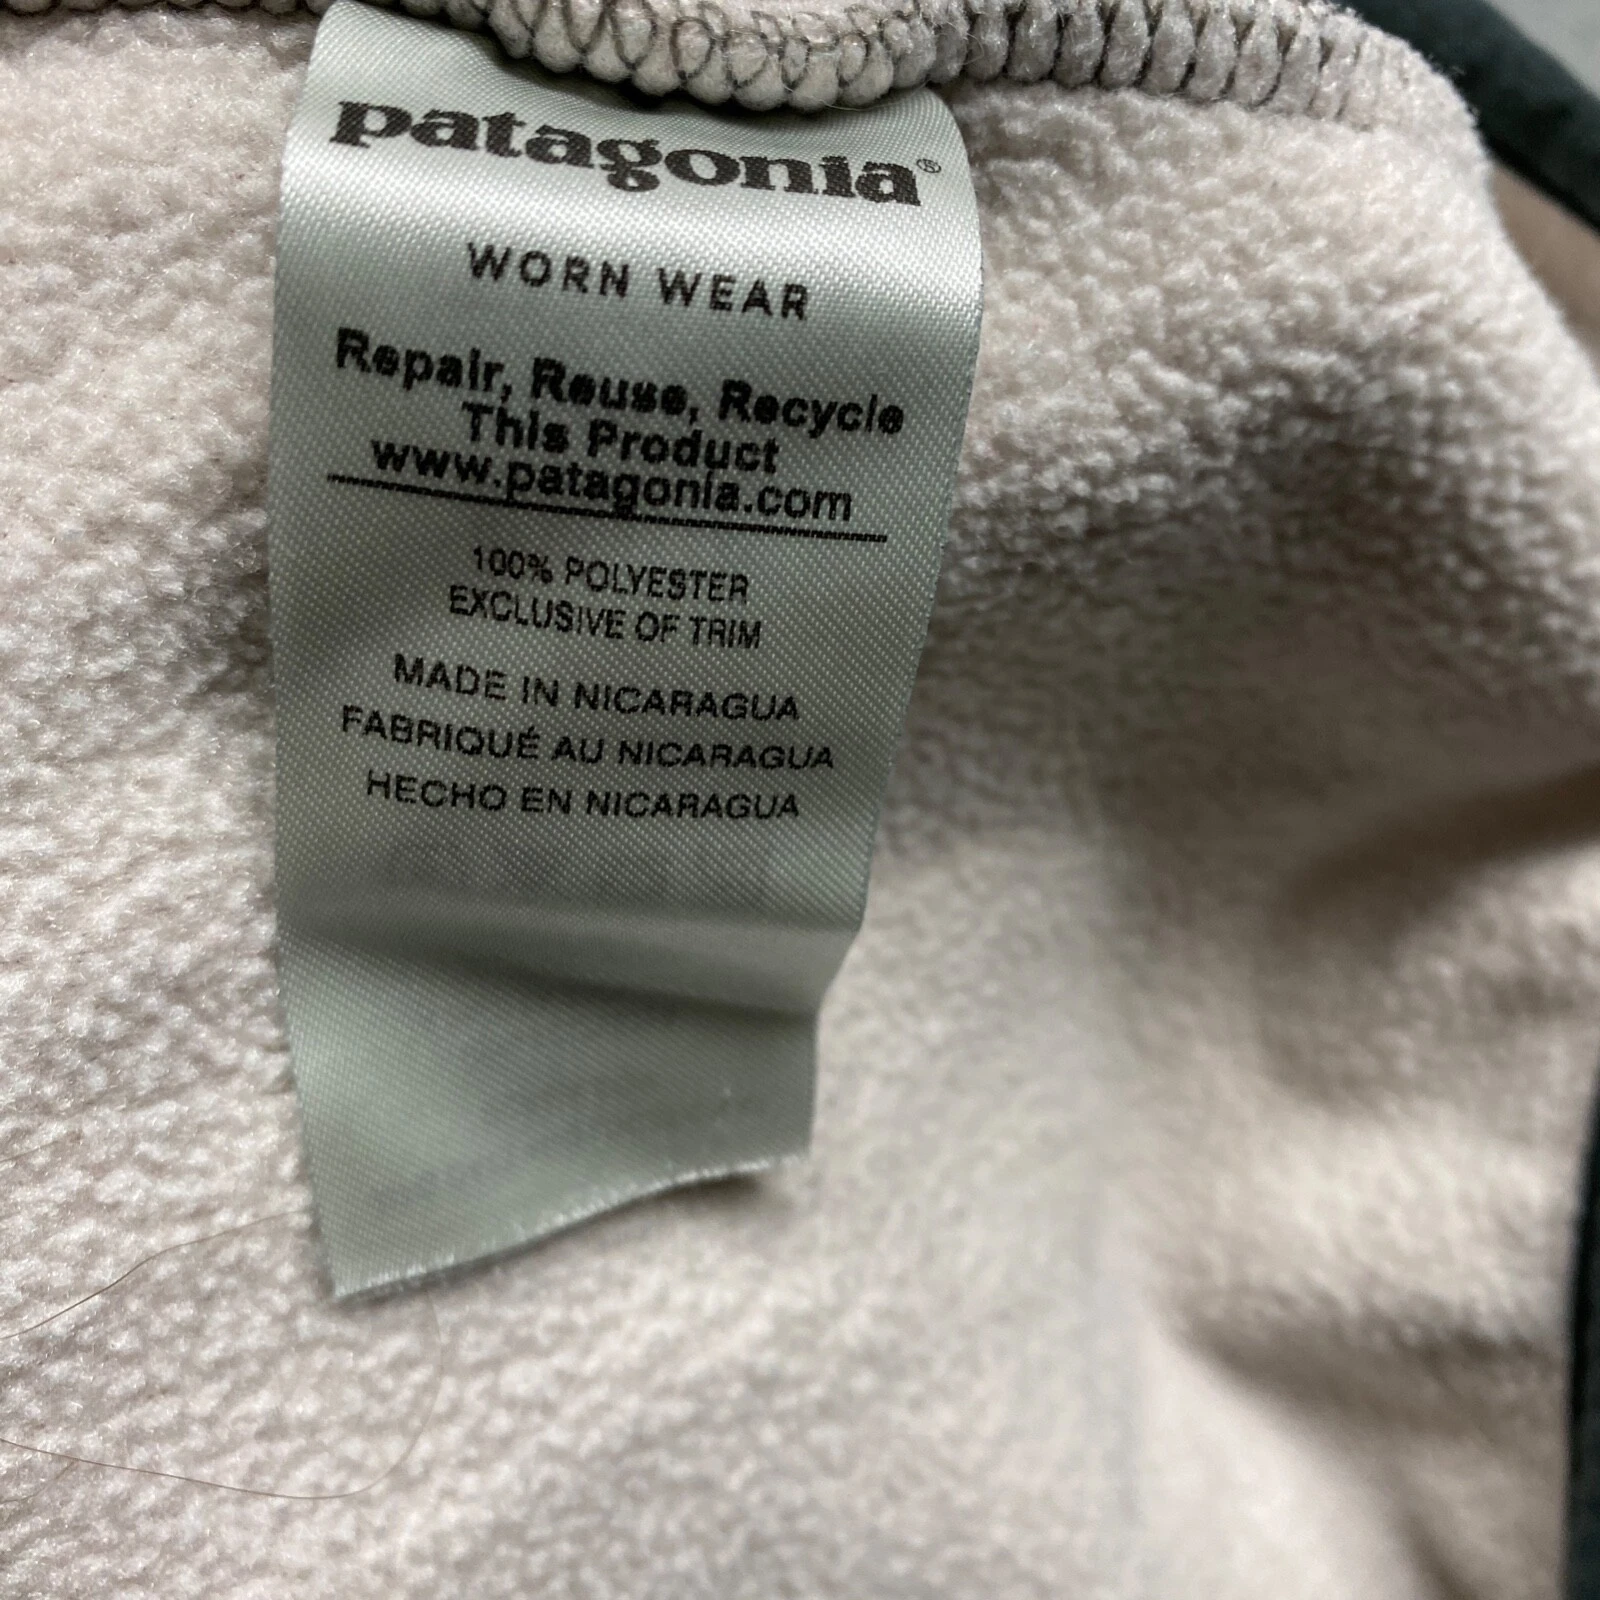 patagonia®
WORN WEAR
Repair, Reuse, Recycle
This Product
www.patagonia.com
100% POLYESTER
EXCLUSIVE OF TRIM
MADE IN NICARAGUA
FABRIQUÉ AU NICARAGUA
HECHO EN NICARAGUA